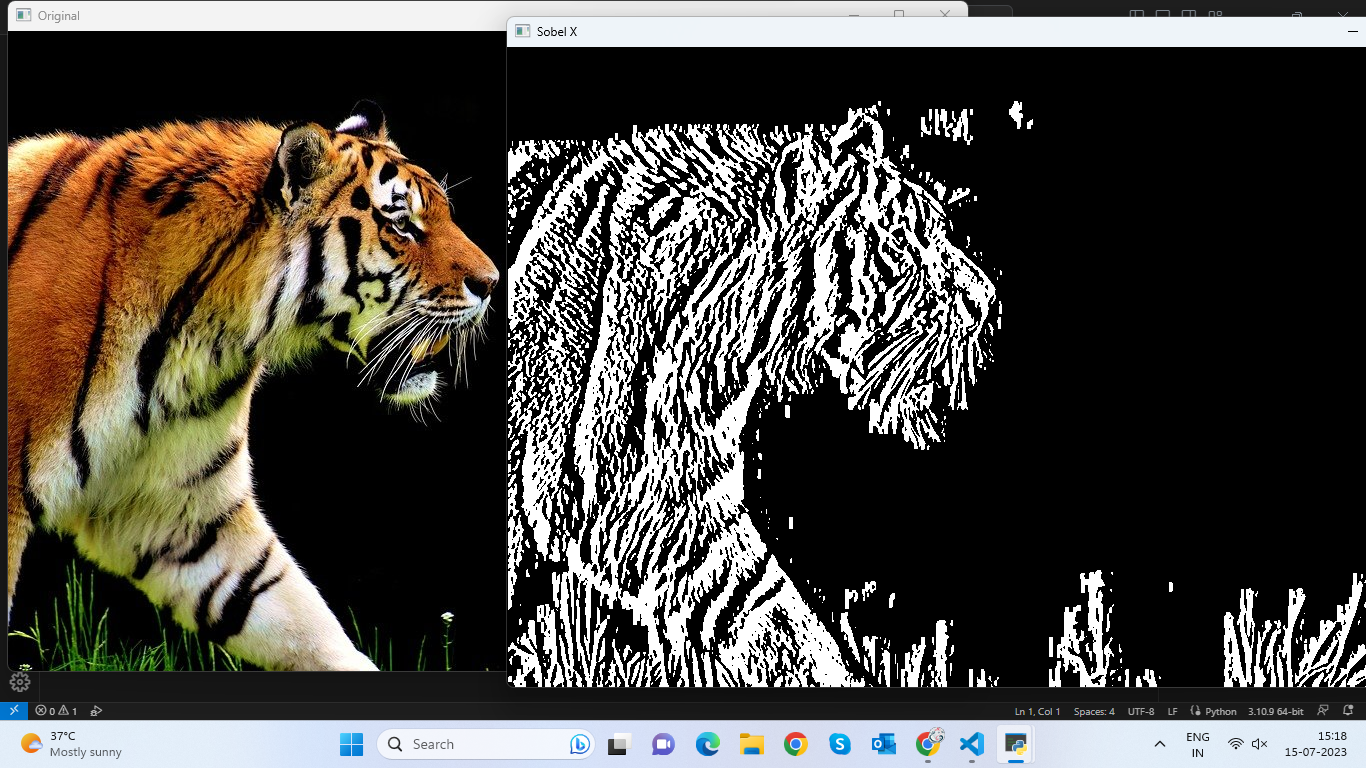 Original
Sobel X
0 1
Ln 1, Col 1 Spaces: 4 UTF-8 LF Python 3.10.9 64-bit
37°C
Mostly sunny
Search
ENG
IN
15:18
15-07-2023